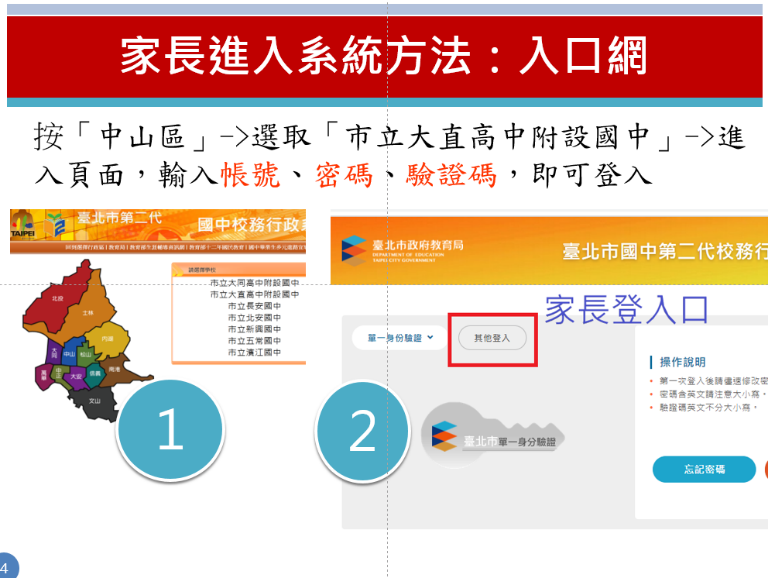 家長進入系統方法：入口網
按「中山區」->選取「市立大直高中附設國中」->進
入頁面，輸入帳號、密碼、驗證碼，即可登入
TAIPEI
臺北市第二代
國中校務行政
請選擇學校
市立大同高中附設國中
市立大直高中附設國中
市立長安國中
市立北安國中
市立新興國中
市立五常國中
市立濱江國中
北投
士林
內湖
大同
中山
松山
南港
萬華
中正
大安
信義
文山
1
臺北市政府教育局
DEPARTMENT OF EDUCATION
TAIPEI CITY GOVERNMENT
臺北市國中第二代校務行
家長登入口
單一身份驗證
其他登入
臺北市單一身分驗證
操作說明
第一次登入後請儘速修改密
密碼含英文請注意大小寫。
驗證碼英文不分大小寫。
忘記密碼
2
4